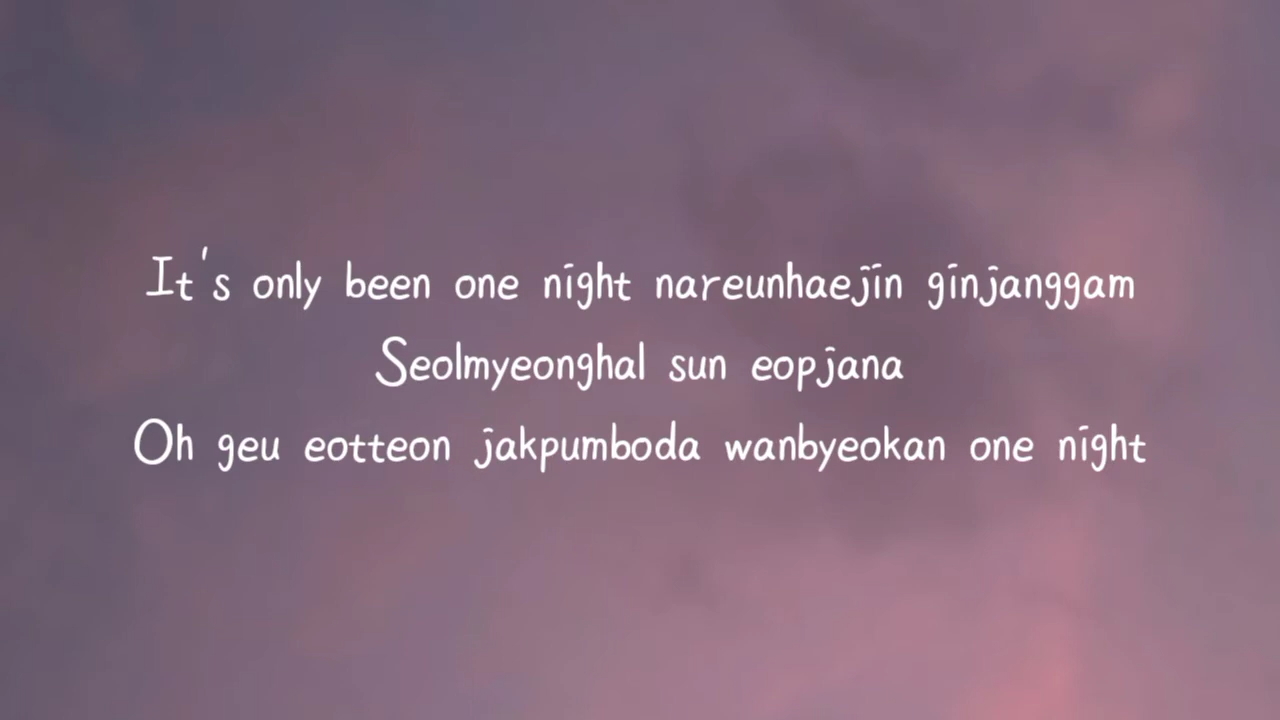 It's only been one night nareunhaejin ginjanggam
Seolmyeonghal sun eopjana
Oh geu eotteon jakpumboda wanbyeokan one night